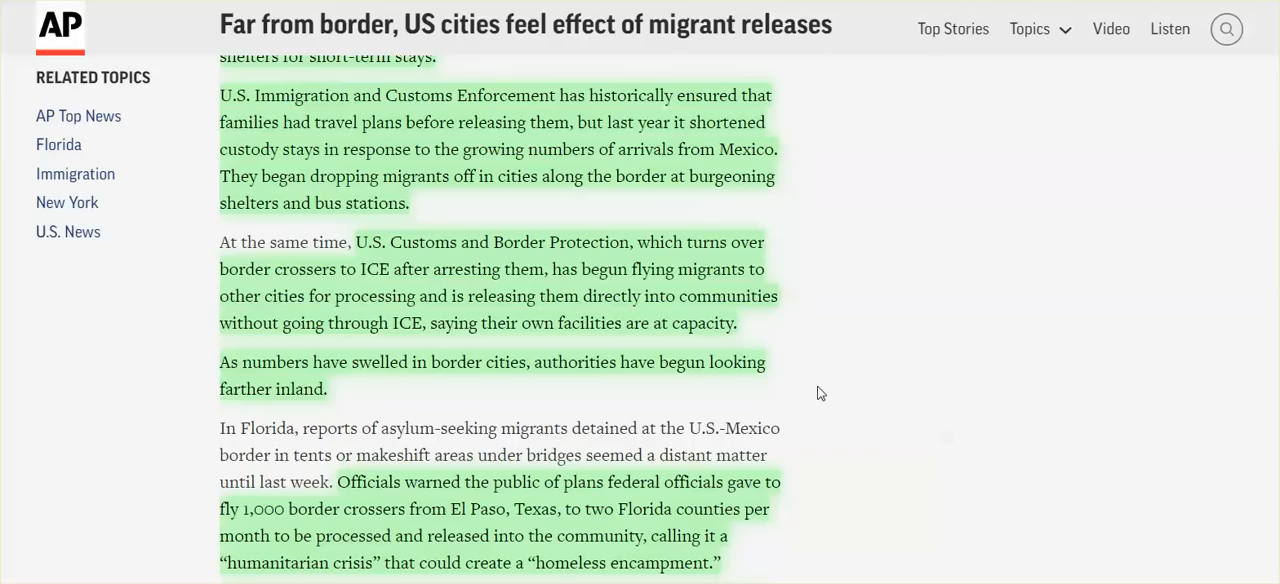 AP
Far from border, US cities feel effect of migrant releases
Top Stories
Topics
Video
Listen
RELATED TOPICS
AP Top News
Florida
Immigration
New York
U.S. News
shelters for short-term stays.
U.S. Immigration and Customs Enforcement has historically ensured that
families had travel plans before releasing them, but last year it shortened
custody stays in response to the growing numbers of arrivals from Mexico.
They began dropping migrants off in cities along the border at burgeoning
shelters and bus stations.
At the same time, U.S. Customs and Border Protection, which turns over
border crossers to ICE after arresting them, has begun flying migrants to
other cities for processing and is releasing them directly into communities
without going through ICE, saying their own facilities are at capacity.
As numbers have swelled in border cities, authorities have begun looking
farther inland.
In Florida, reports of asylum-seeking migrants detained at the U.S.-Mexico
border in tents or makeshift areas under bridges seemed a distant matter
until last week. Officials warned the public of plans federal officials gave to
fly 1,000 border crossers from El Paso, Texas, to two Florida counties per
month to be processed and released into the community, calling it a
“humanitarian crisis” that could create a “homeless encampment.”